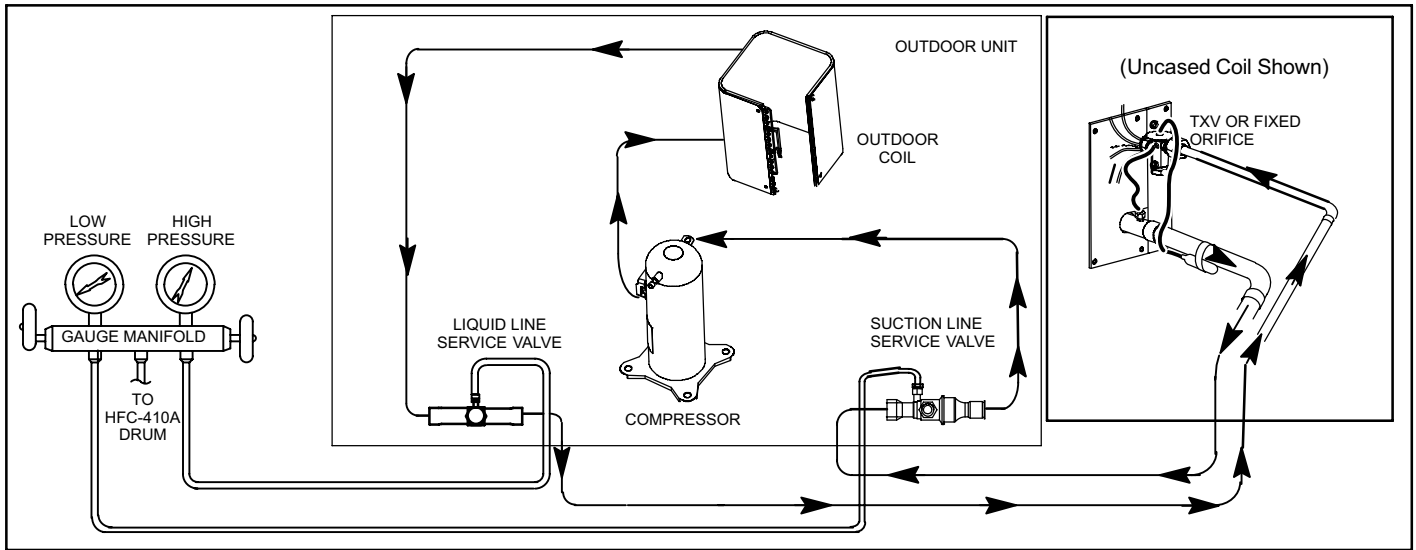 OUTDOOR UNIT
(Uncased Coil Shown)
TXV OR FIXED
ORIFICE
OUTDOOR
COIL
LOW
PRESSURE
HIGH
PRESSURE
GAUGE MANIFOLD
TO
HFC-410A
DRUM
LIQUID LINE
SERVICE VALVE
SUCTION LINE
SERVICE VALVE
COMPRESSOR